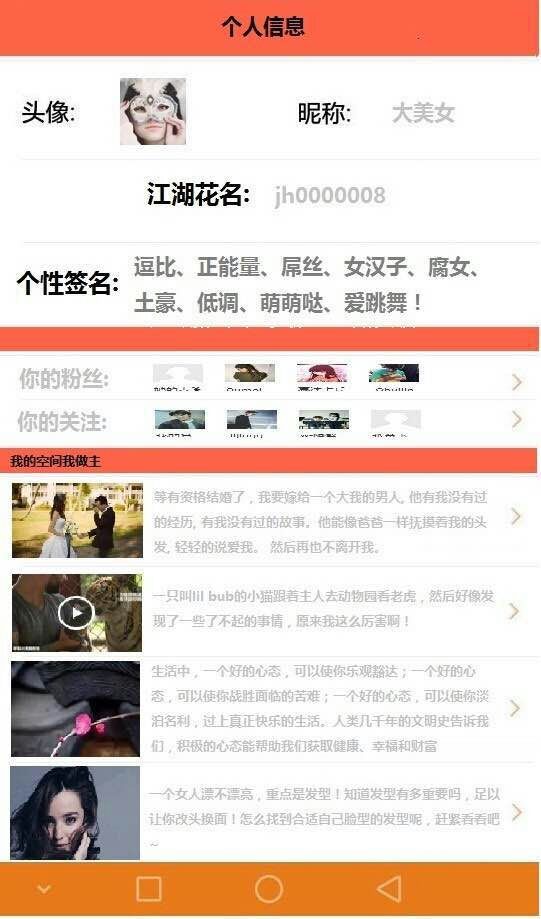 个人信息
头像:
昵称: 大美女
江湖花名: jh0000008
个性签名: 逗比、正能量、屌丝、女汉子、腐女、
土豪、低调、萌萌哒、爱跳舞！
你的粉丝:
你的关注:
我的空间我做主
等有资格结婚了，我要嫁给一个大我的男人, 他有我没有过
的经历, 有我没有过的故事。他能像爸爸一样抚摸着我的头
发, 轻轻的说爱我。 然后再也不离开我。
一只叫lil bub的小猫跟着主人去动物园看老虎，然后好像发
现了一些了不起的事情，原来我这么厉害啊！
生活中，一个好的心态，可以使你乐观豁达；一个好的心
态，可以使你战胜面临的苦难；一个好的心态，可以使你淡
泊名利，过上真正快乐的生活。人类几千年的文明史告诉我
们，积极的心态能帮助我们获取健康、幸福和财富
一个女人漂不漂亮，重点是发型！知道发型有多重要吗，足以
让你改头换面！怎么找到合适自己脸型的发型呢，赶紧看看吧
~